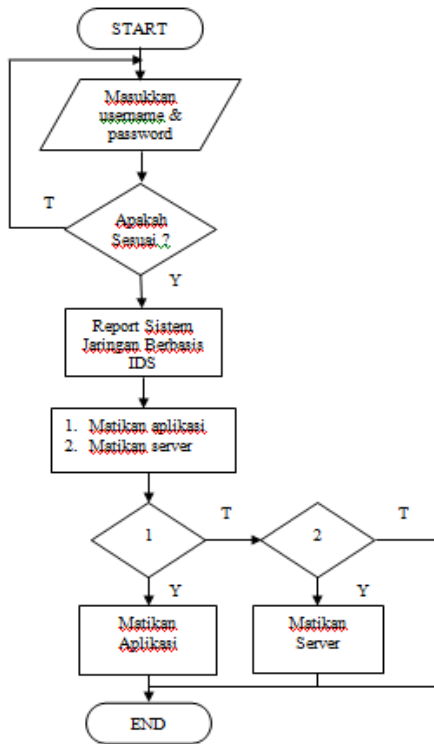 START
Masukkan
username &
password
T
Apakah
Sesuai ?
Y
Report Sistem
Jaringan Berbasis
IDS
1. Matikan aplikasi
2. Matikan server
1
T
2
T
Y
Y
Matikan
Aplikasi
Matikan
Server
END